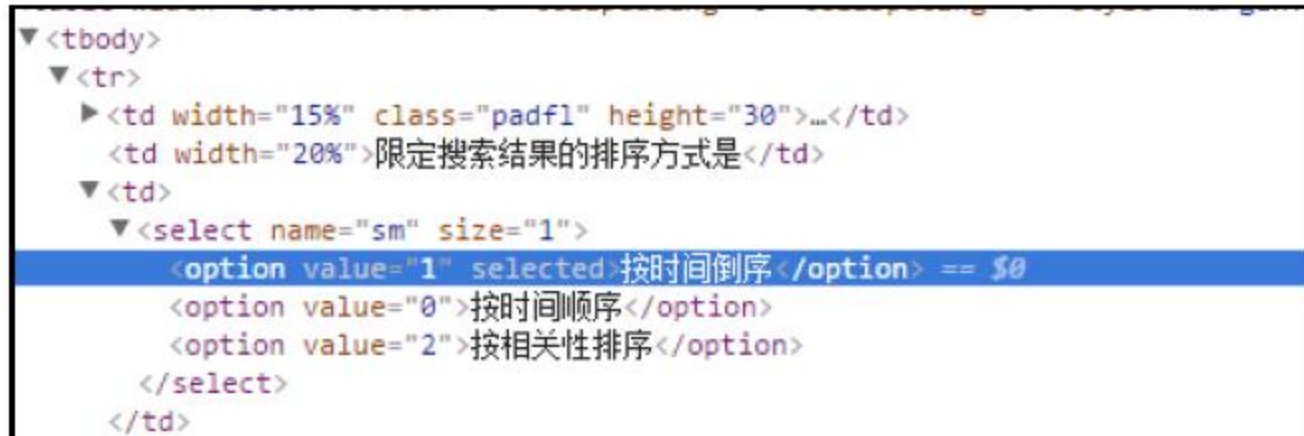 ▼<tbody>
▼<tr>
▶<td width="15%" class="padfl" height="30">…</td>
<td width="20%">限定搜索结果的排序方式是</td>
▼<td>
▼<select name="sm" size="1">
<option value="1" selected>按时间倒序</option> == $0
<option value="0">按时间顺序</option>
<option value="2">按相关性排序</option>
</select>
</td>